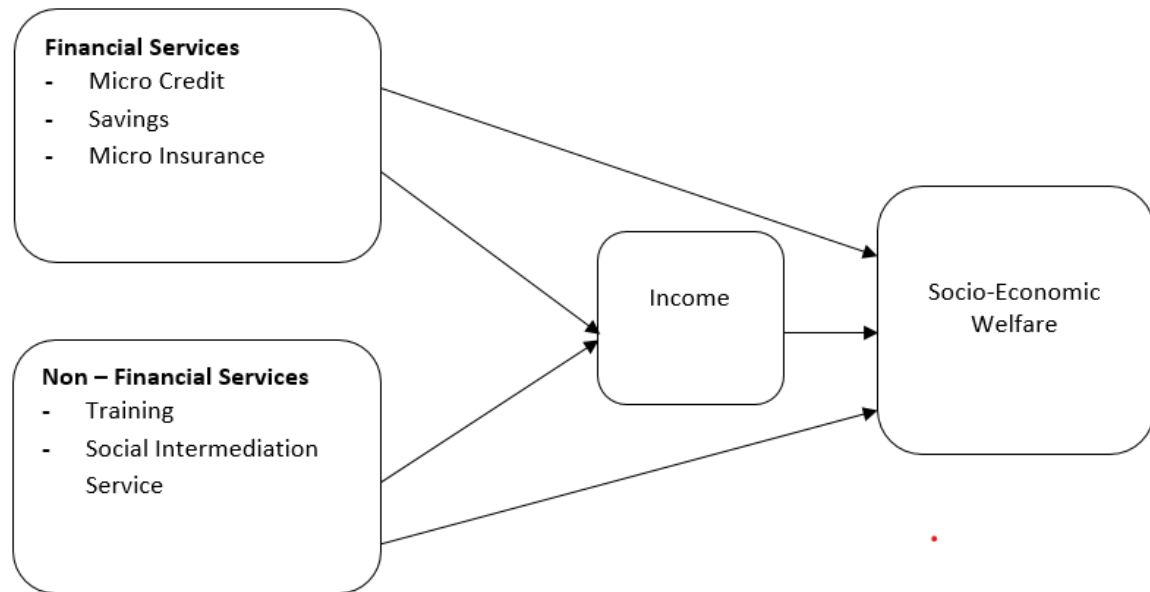 Financial Services
- Micro Credit
- Savings
- Micro Insurance
Income
Socio-Economic
Welfare
Non – Financial Services
- Training
- Social Intermediation
Service